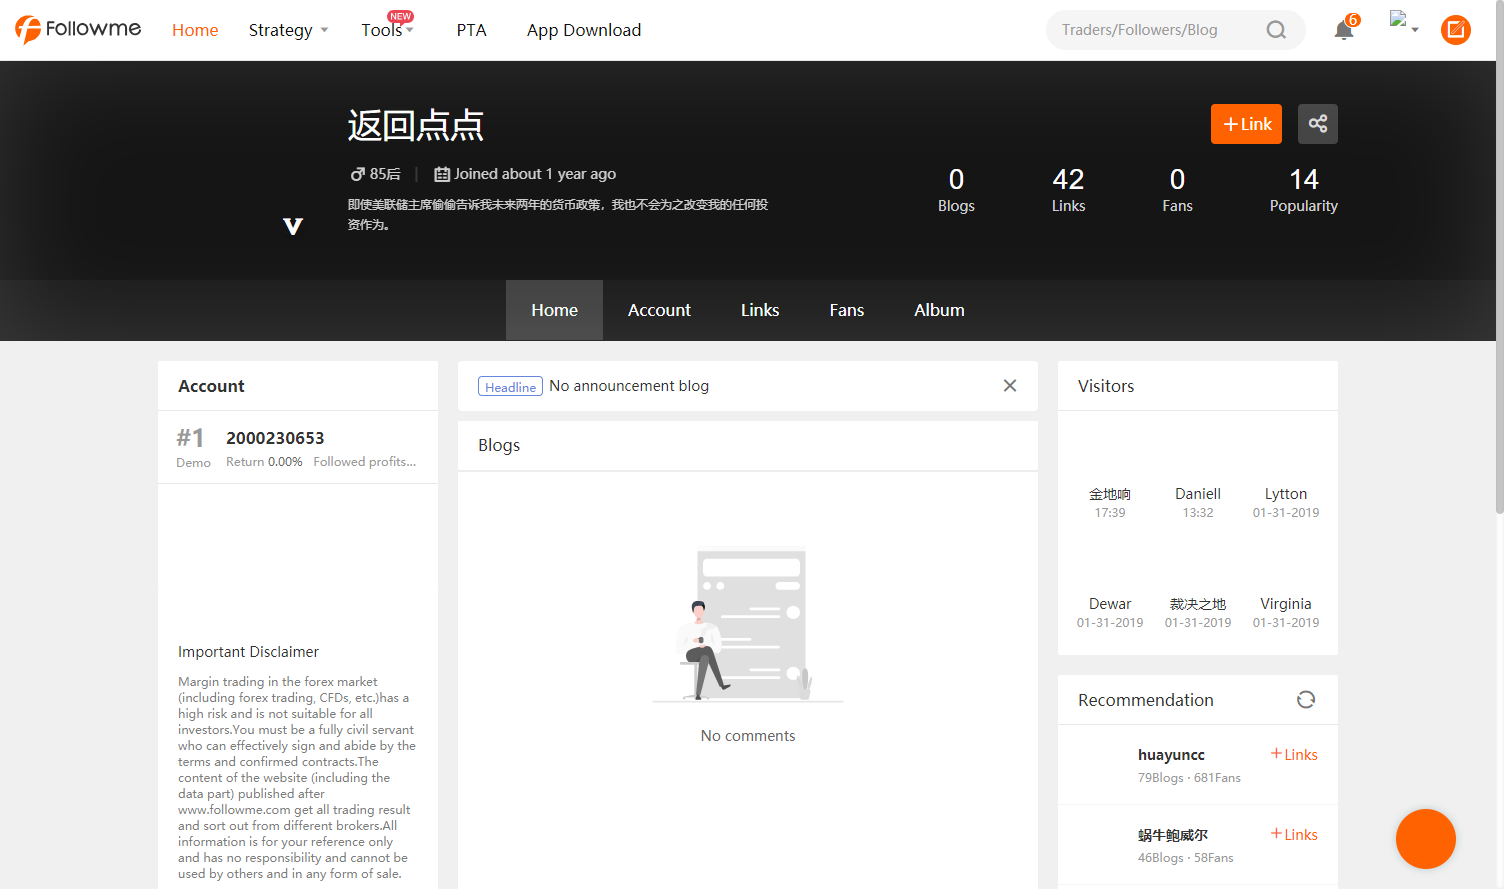 Followme Home Strategy Tools NEW PTA App Download Traders/Followers/Blog 6
返回点点
+Link
85后 | Joined about 1 year ago
即使美联储主席偷偷告诉我未来两年的货币政策，我也不会为之改变我的任何投
资作为。
V
0 42 0 14
Blogs Links Fans Popularity
Home Account Links Fans Album
Account
#1 2000230653
Demo Return 0.00% Followed profits...
Important Disclaimer
Margin trading in the forex market
(including forex trading, CFDs, etc.)has a
high risk and is not suitable for all
investors.You must be a fully civil servant
who can effectively sign and abide by the
terms and confirmed contracts.The
content of the website (including the
data part) published after
www.followme.com get all trading result
and sort out from different brokers.All
information is for your reference only
and has no responsibility and cannot be
used by others and in any form of sale.
Headline No announcement blog
Blogs
No comments
Visitors
金地响 Daniell Lytton
17:39 13:32 01-31-2019
Dewar 裁决之地 Virginia
01-31-2019 01-31-2019 01-31-2019
Recommendation
huayuncc +Links
79Blogs · 681Fans
蜗牛鲍威尔 +Links
46Blogs · 58Fans